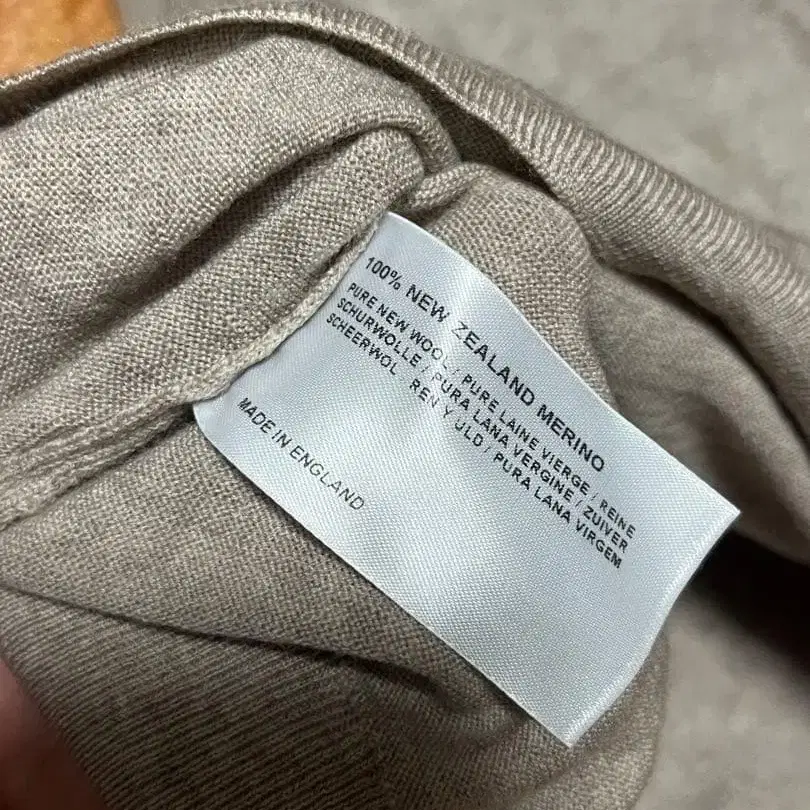 100% NEW ZEALAND MERINO
PURE NEW WOOL / PURE LAINE VIERGE / REINE
SCHURWOLLE / PURA LANA VERGINE / ZUIVER
SCHEERWOL · REN Y ULD / PURA LANA VIRGEM
MADE IN ENGLAND